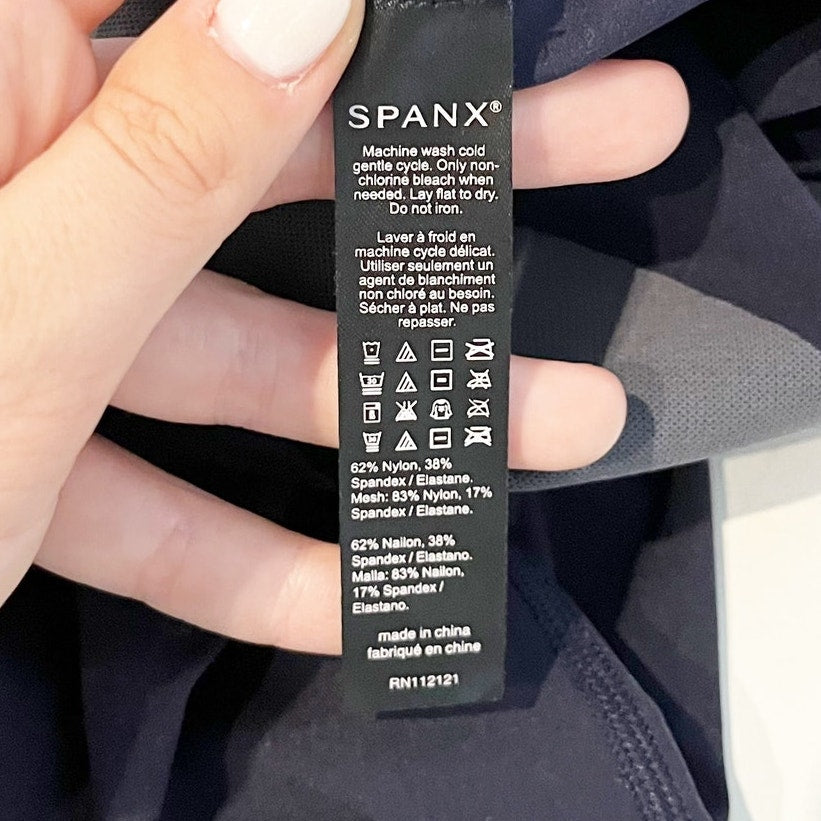 SPANX®
Machine wash cold
gentle cycle. Only non-
chlorine bleach when
needed. Lay flat to dry.
Do not iron.
Laver à froid en
machine cycle délicat.
Utiliser seulement un
agent de blanchiment
non chloré au besoin.
Sécher à plat. Ne pas
repasser.
30
30
62% Nylon, 38%
Spandex / Elastane.
Mesh: 83% Nylon, 17%
Spandex / Elastane.
62% Nailon, 38%
Spandex / Elastano.
Malla: 83% Nailon,
17% Spandex /
Elastano.
made in china
fabriqué en chine
RN112121